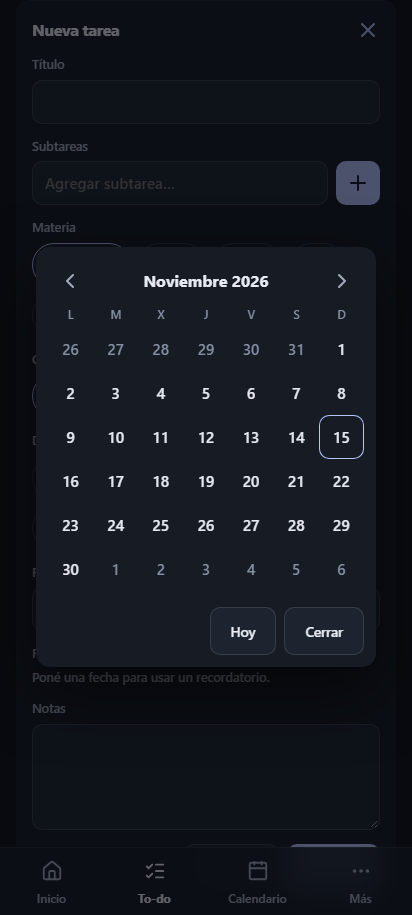 Nueva tarea
Título
Subtareas
Agregar subtarea...
Materia
Noviembre 2026
L M X J V S D
26 27 28 29 30 31 1
2 3 4 5 6 7 8
9 10 11 12 13 14 15
16 17 18 19 20 21 22
23 24 25 26 27 28 29
30 1 2 3 4 5 6
Hoy Cerrar
Poné una fecha para usar un recordatorio.
Notas
Inicio To-do Calendario Más